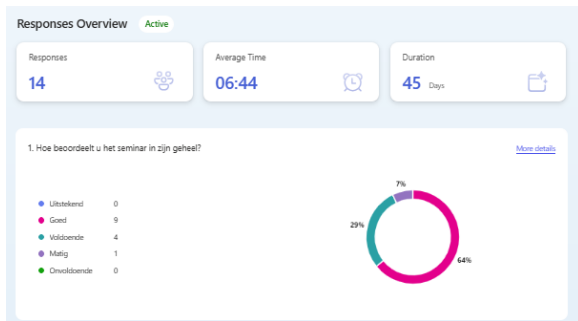 Responses Overview Active
Responses
14
Average Time
06:44
Duration
45 Days
1. Hoe beoordeelt u het seminar in zijn geheel?
More details
Uitstekend 0
Goed 9
Voldoende 4
Matig 1
Onvoldoende 0
7%
29%
64%